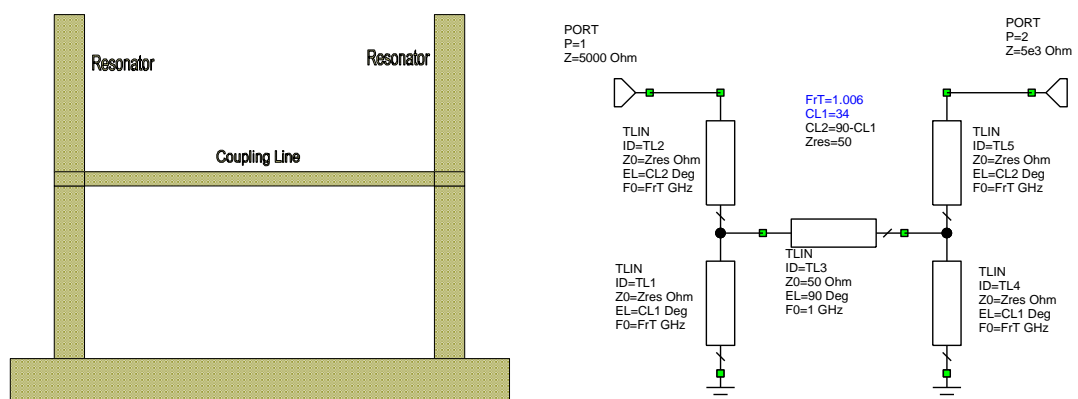 Resonator
Resonator
Coupling Line
PORT
P=1
Z=5000 Ohm
PORT
P=2
Z=5e3 Ohm
FrT=1.006
CL1=34
CL2=90-CL1
Zres=50
TLIN
ID=TL2
Z0=Zres Ohm
EL=CL2 Deg
F0=FrT GHz
TLIN
ID=TL5
Z0=Zres Ohm
EL=CL2 Deg
F0=FrT GHz
TLIN
ID=TL1
Z0=Zres Ohm
EL=CL1 Deg
F0=FrT GHz
TLIN
ID=TL3
Z0=50 Ohm
EL=90 Deg
F0=1 GHz
TLIN
ID=TL4
Z0=Zres Ohm
EL=CL1 Deg
F0=FrT GHz